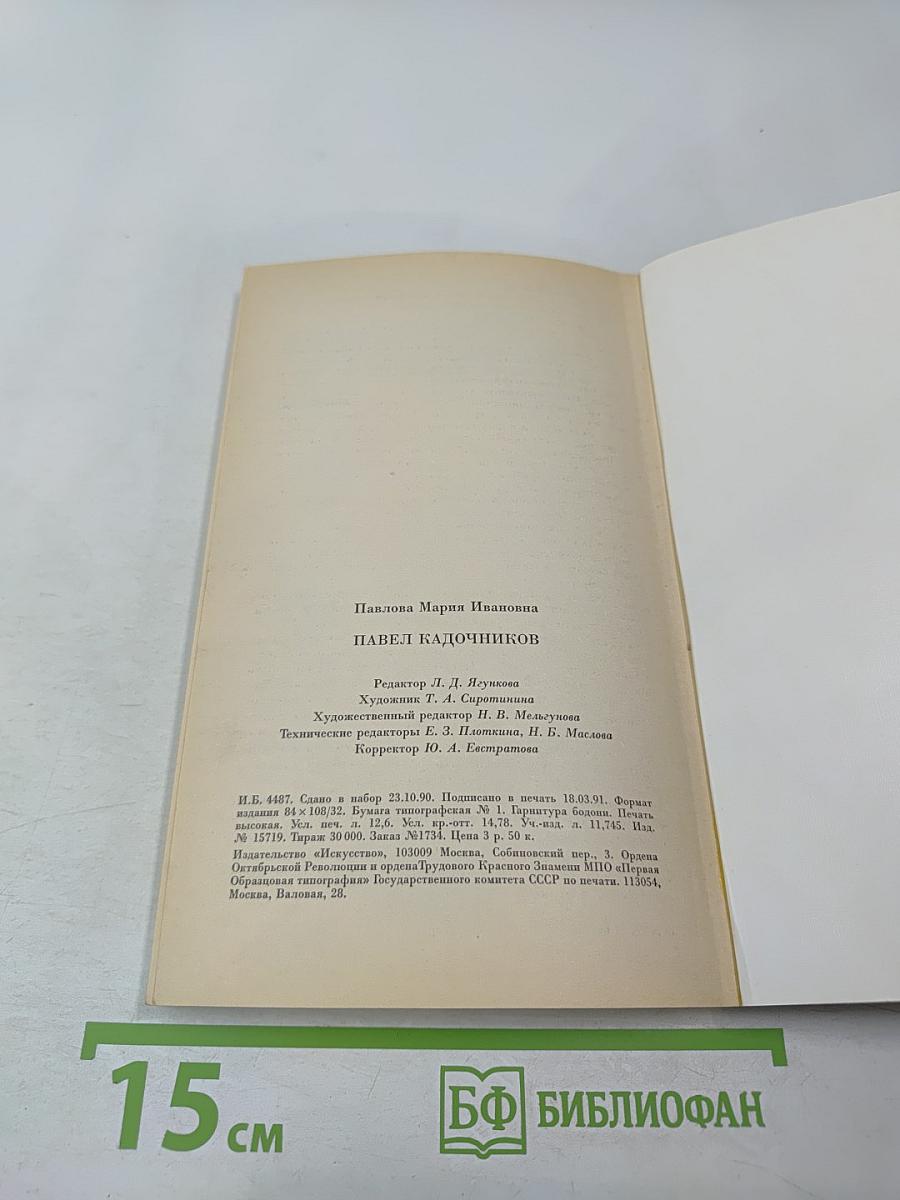 Павлова Мария Ивановна
ПАВЕЛ КАДОЧНИКОВ
Редактор Л. Д. Ягункова
Художник Т. А. Сиротинина
Художественный редактор Н. В. Мельгунова
Технические редакторы Е. З. Плоткина, Н. Б. Маслова
Корректор Ю. А. Евстратова
И.Б. 4487. Сдано в набор 23.10.90. Подписано в печать 18.03.91. Формат
издания 84×108/32. Бумага типографская № 1. Гарнитура бодони. Печать
высокая. Усл. печ. л. 12,6. Усл. кр.-отт. 14,78. Уч.-изд. л. 11,745. Изд.
№ 15719. Тираж 30 000. Заказ №1734. Цена 3 р. 50 к.
Издательство «Искусство», 103009 Москва, Собиновский пер., 3. Ордена
Октябрьской Революции и орденаТрудового Красного Знамени МПО «Первая
Образцовая типография» Государственного комитета СССР по печати. 113054,
Москва, Валовая, 28.
15 см
БФ БИБЛИОФАН